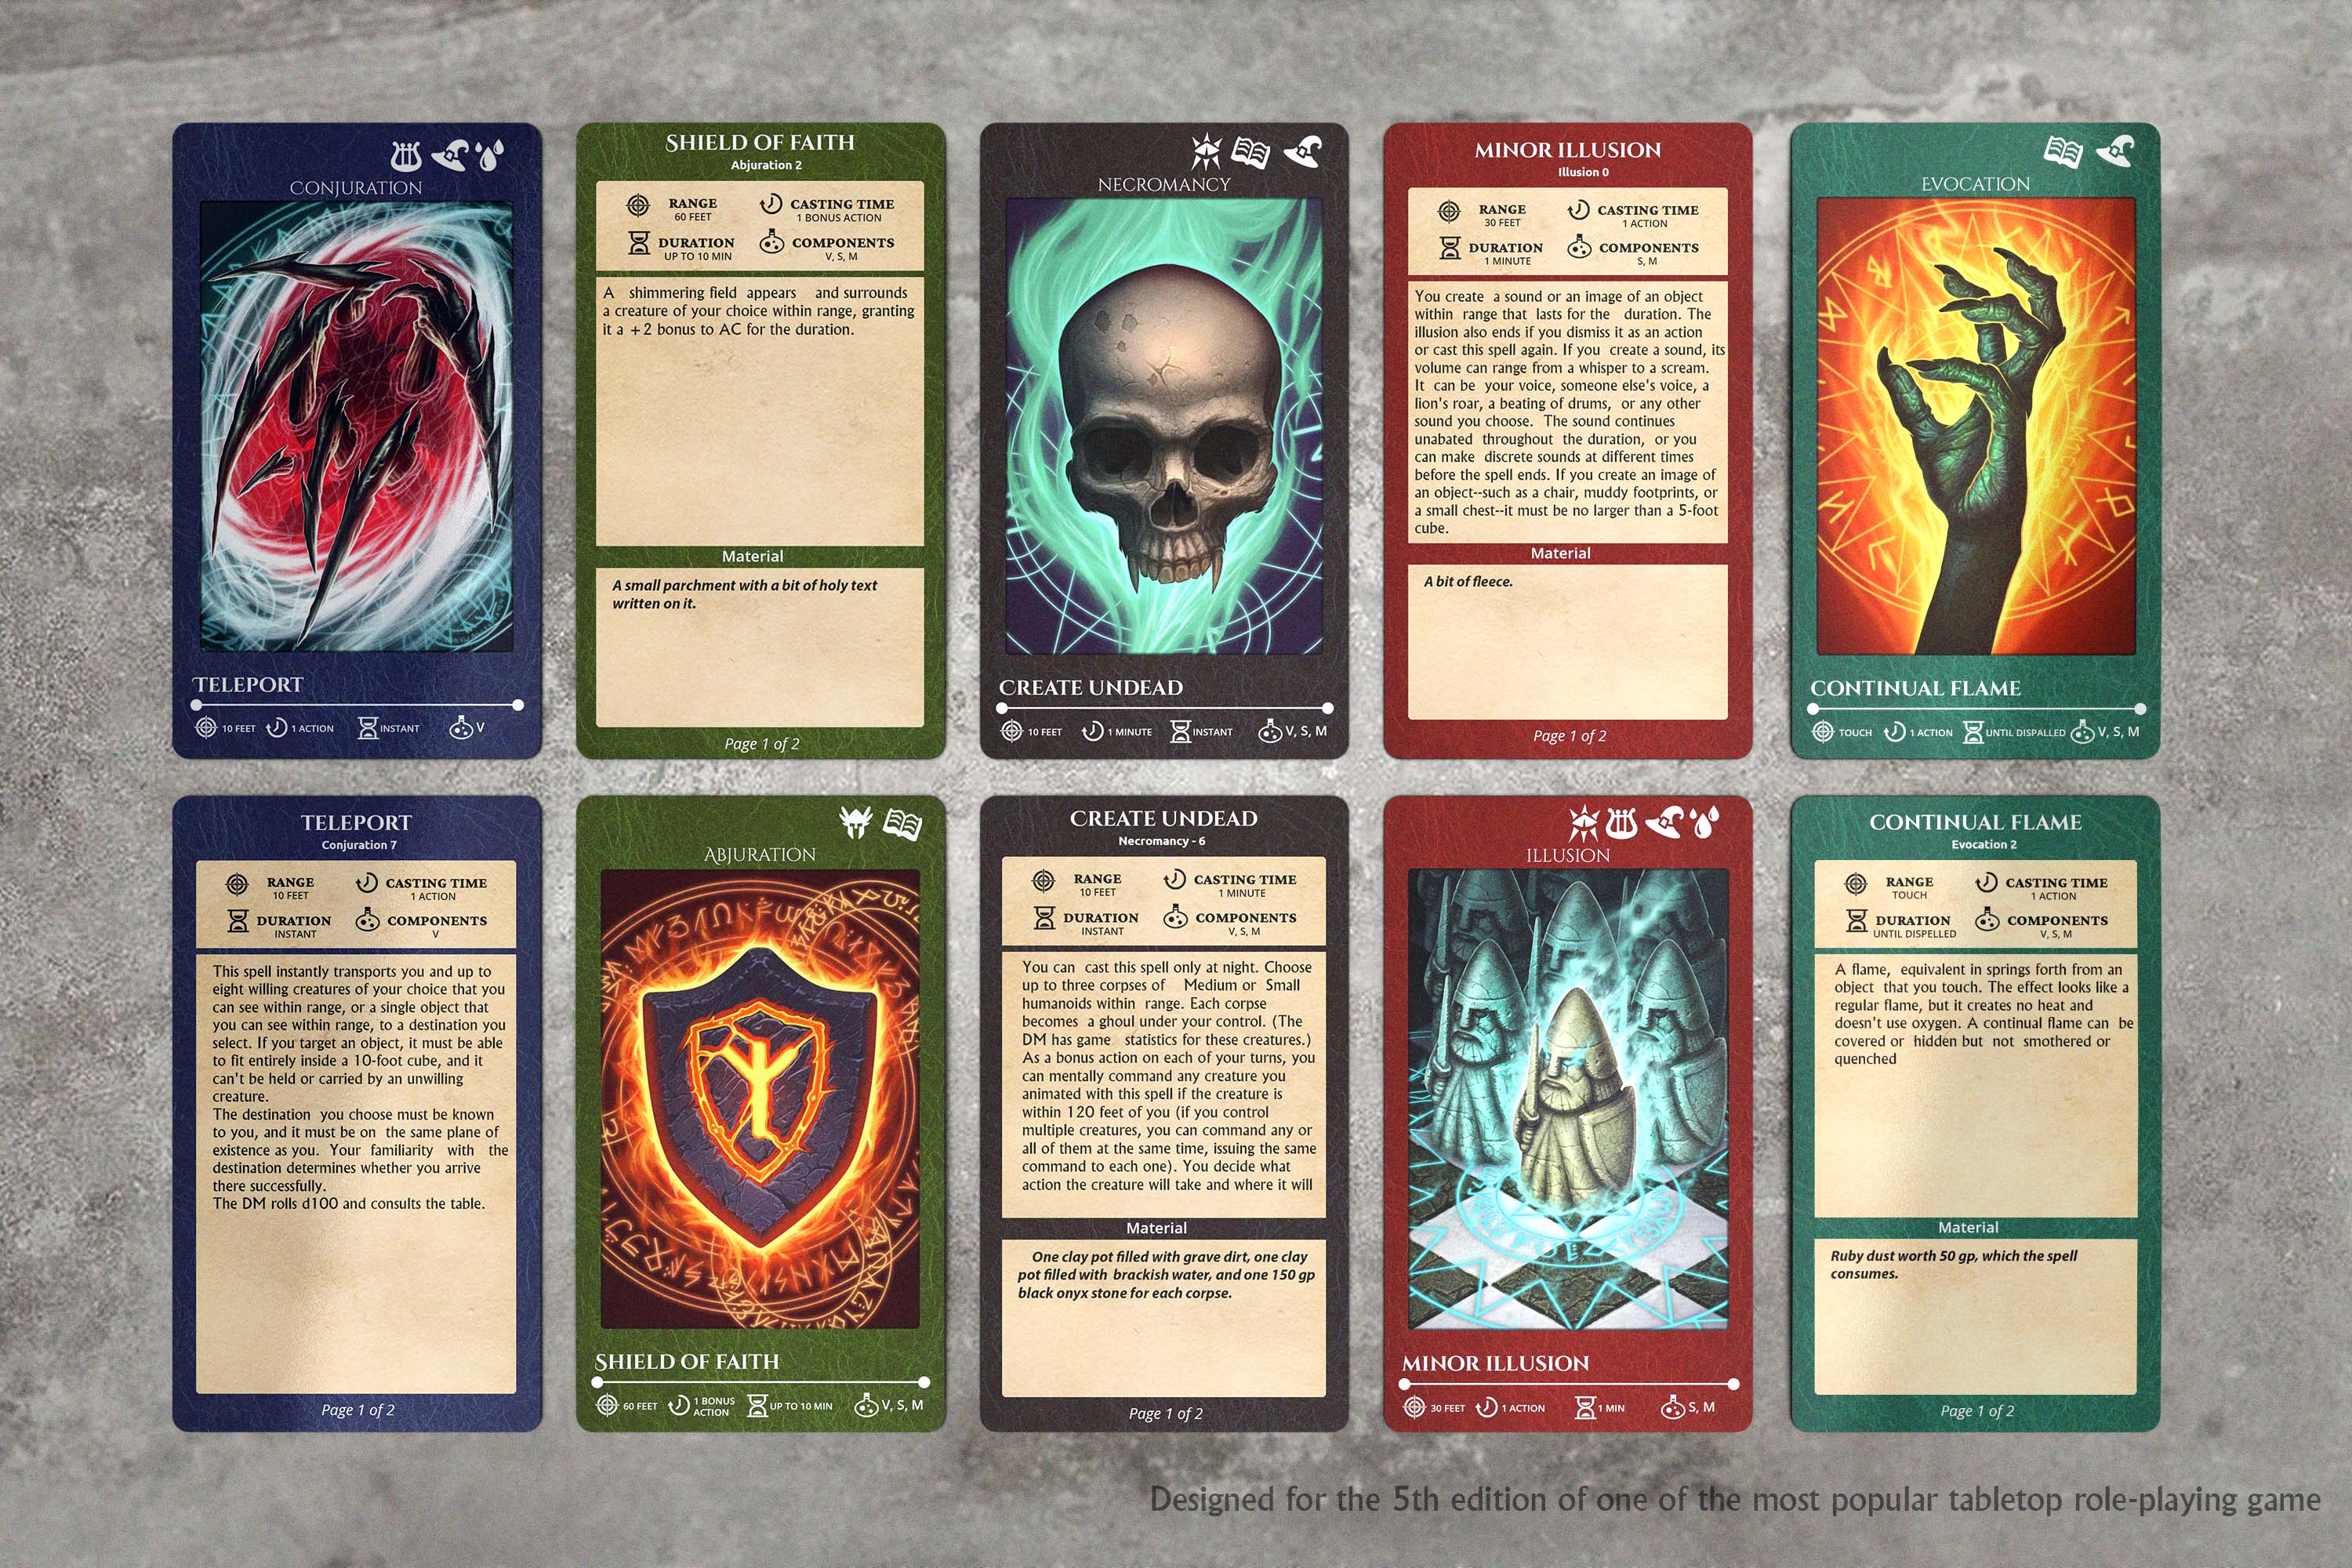 CONJURATION
TELEPORT
10 FEET 1 ACTION INSTANT V
SHIELD OF FAITH
Abjuration 2
RANGE CASTING TIME
60 FEET 1 BONUS ACTION
DURATION COMPONENTS
UP TO 10 MIN V, S, M
A shimmering field appears and surrounds
a creature of your choice within range, granting
it a +2 bonus to AC for the duration.
Material
A small parchment with a bit of holy text
written on it.
Page 1 of 2
NECROMANCY
CREATE UNDEAD
10 FEET 1 MINUTE INSTANT V, S, M
MINOR ILLUSION
Illusion 0
RANGE CASTING TIME
30 FEET 1 ACTION
DURATION COMPONENTS
1 MINUTE S, M
You create a sound or an image of an object
within range that lasts for the duration. The
illusion also ends if you dismiss it as an action
or cast this spell again. If you create a sound, its
volume can range from a whisper to a scream.
It can be your voice, someone else's voice, a
lion's roar, a beating of drums, or any other
sound you choose. The sound continues
unabated throughout the duration, or you
can make discrete sounds at different times
before the spell ends. If you create an image of
an object--such as a chair, muddy footprints, or
a small chest--it must be no larger than a 5-foot
cube.
Material
A bit of fleece.
Page 1 of 2
EVOCATION
CONTINUAL FLAME
TOUCH 1 ACTION UNTIL DISPALLED V, S, M
TELEPORT
Conjuration 7
RANGE CASTING TIME
10 FEET 1 ACTION
DURATION COMPONENTS
INSTANT V
This spell instantly transports you and up to
eight willing creatures of your choice that you
can see within range, or a single object that
you can see within range, to a destination you
select. If you target an object, it must be able
to fit entirely inside a 10-foot cube, and it
can't be held or carried by an unwilling
creature.
The destination you choose must be known
to you, and it must be on the same plane of
existence as you. Your familiarity with the
destination determines whether you arrive
there successfully.
The DM rolls d100 and consults the table.
Page 1 of 2
ABJURATION
SHIELD OF FAITH
60 FEET 1 BONUS ACTION UP TO 10 MIN V, S, M
CREATE UNDEAD
Necromancy - 6
RANGE CASTING TIME
10 FEET 1 MINUTE
DURATION COMPONENTS
INSTANT V, S, M
You can cast this spell only at night. Choose
up to three corpses of Medium or Small
humanoids within range. Each corpse
becomes a ghoul under your control. (The
DM has game statistics for these creatures.)
As a bonus action on each of your turns, you
can mentally command any creature you
animated with this spell if the creature is
within 120 feet of you (if you control
multiple creatures, you can command any or
all of them at the same time, issuing the same
command to each one). You decide what
action the creature will take and where it will
Material
One clay pot filled with grave dirt, one clay
pot filled with brackish water, and one 150 gp
black onyx stone for each corpse.
Page 1 of 2
ILLUSION
MINOR ILLUSION
30 FEET 1 ACTION 1 MIN S, M
CONTINUAL FLAME
Evocation 2
RANGE CASTING TIME
TOUCH 1 ACTION
DURATION COMPONENTS
UNTIL DISPELLED V, S, M
A flame, equivalent in springs forth from an
object that you touch. The effect looks like a
regular flame, but it creates no heat and
doesn't use oxygen. A continual flame can be
covered or hidden but not smothered or
quenched
Material
Ruby dust worth 50 gp, which the spell
consumes.
Page 1 of 2
Designed for the 5th edition of one of the most popular tabletop role-playing game